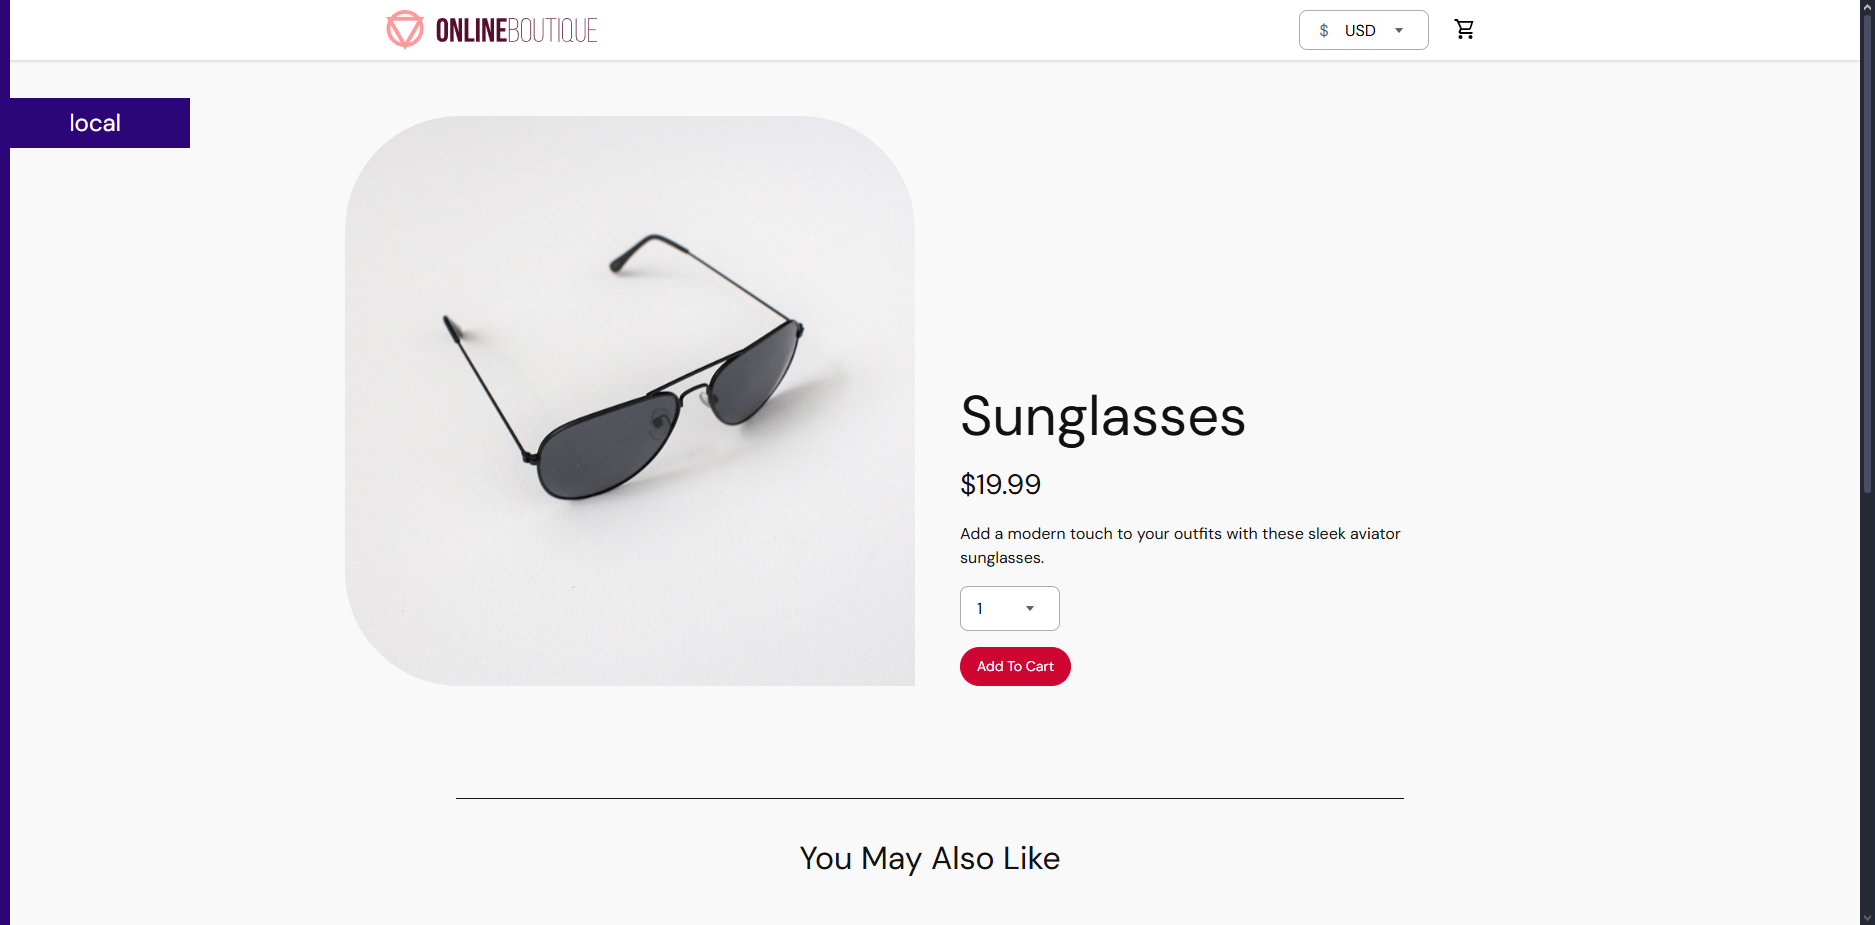 ONLINEBOUTIQUE
$ USD
local
Sunglasses
$19.99
Add a modern touch to your outfits with these sleek aviator
sunglasses.
1
Add To Cart
You May Also Like